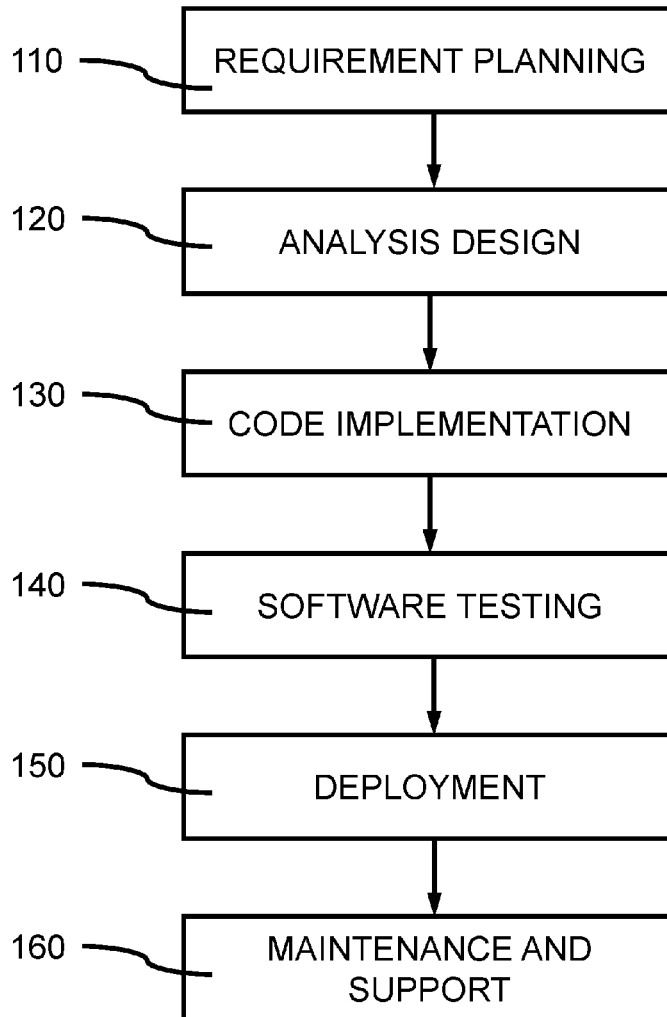 110
REQUIREMENT PLANNING
120
ANALYSIS DESIGN
130
CODE IMPLEMENTATION
140
SOFTWARE TESTING
150
DEPLOYMENT
160
MAINTENANCE AND
SUPPORT